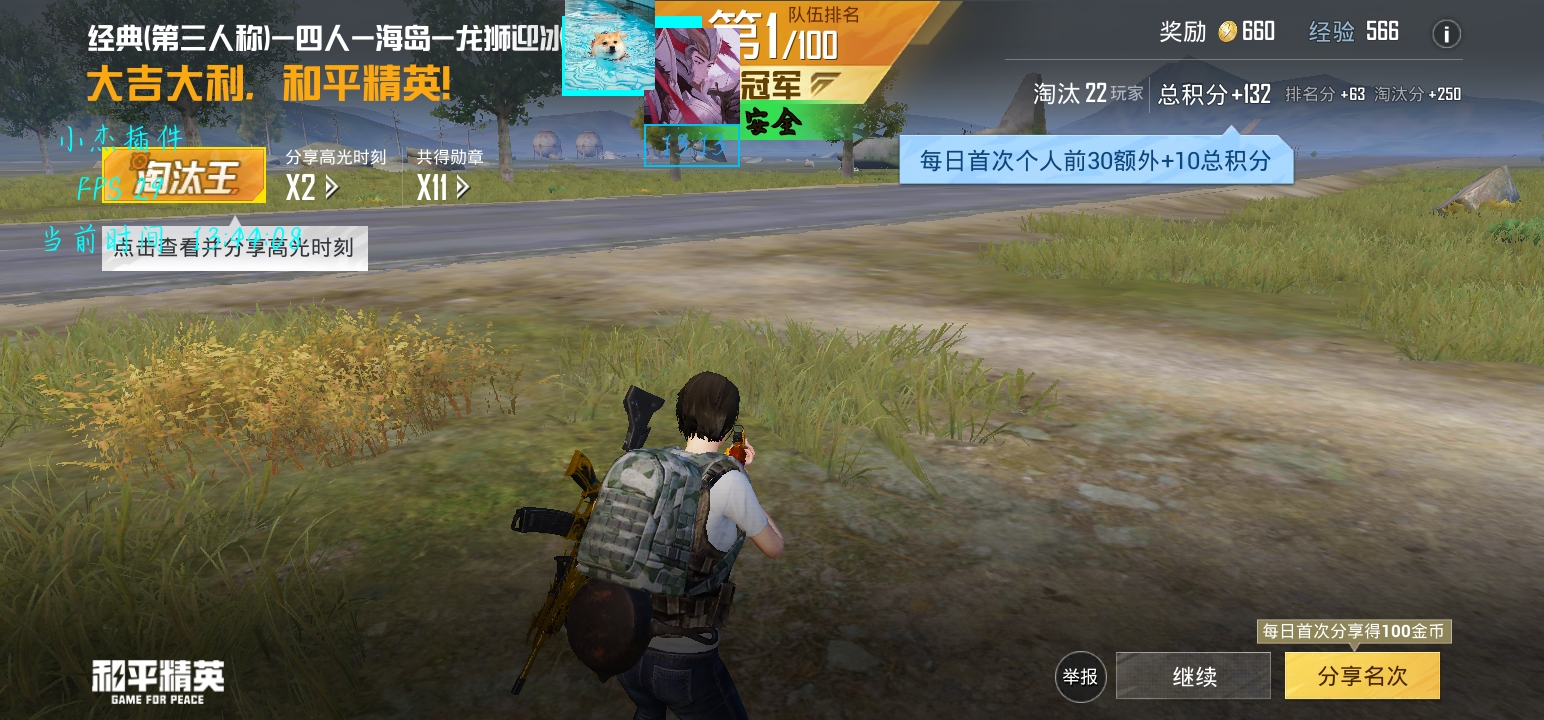 经典(第三人称)—四人—海岛—龙狮迎冰
大吉大利，和平精英!
第1/100
队伍排名
冠军
安全
奖励 660 经验 566
i
淘汰 22 玩家 总积分+132 排名分 +63 淘汰分 +250
每日首次个人前30额外+10总积分
小杰插件
淘汰王
FPS 29
分享高光时刻
X2
共得勋章
X11
当前时间 13:44:08
点击查看并分享高光时刻
每日首次分享得100金币
举报
继续
分享名次
和平精英
GAME FOR PEACE